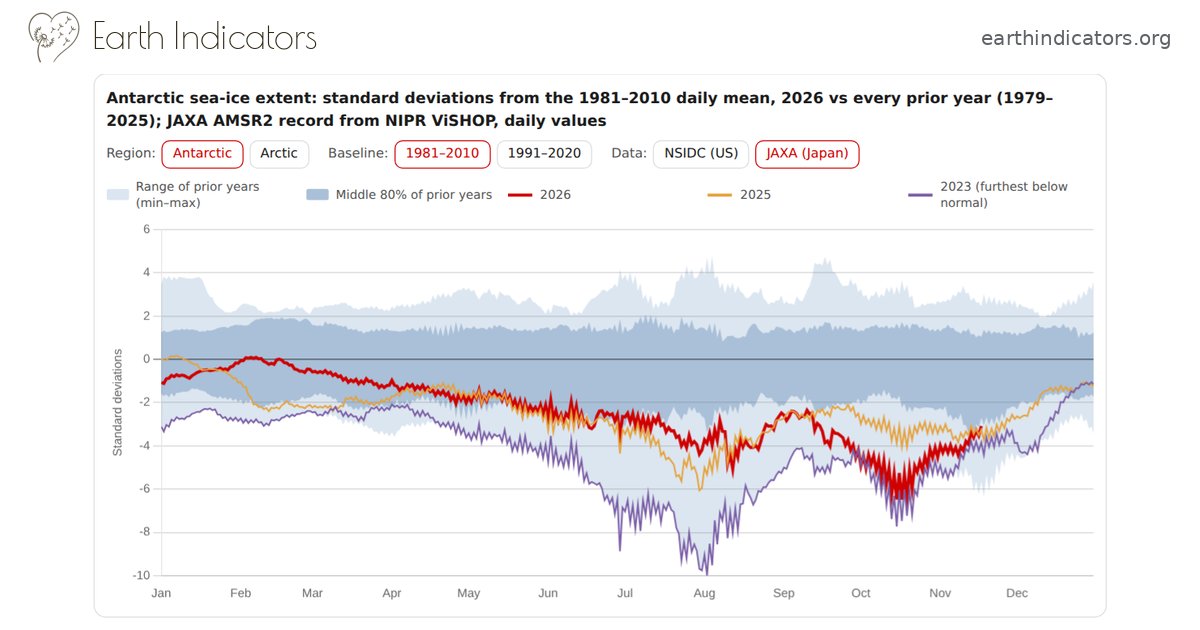 Earth Indicators
earthindicators.org
Antarctic sea-ice extent: standard deviations from the 1981–2010 daily mean, 2026 vs every prior year (1979–
2025); JAXA AMSR2 record from NIPR ViSHOP, daily values
Region: Antarctic Arctic Baseline: 1981–2010 1991–2020 Data: NSIDC (US) JAXA (Japan)
Range of prior years
(min–max)
Middle 80% of prior years
2026
2025
2023 (furthest below
normal)
Standard deviations
6
4
2
0
-2
-4
-6
-8
-10
Jan Feb Mar Apr May Jun Jul Aug Sep Oct Nov Dec